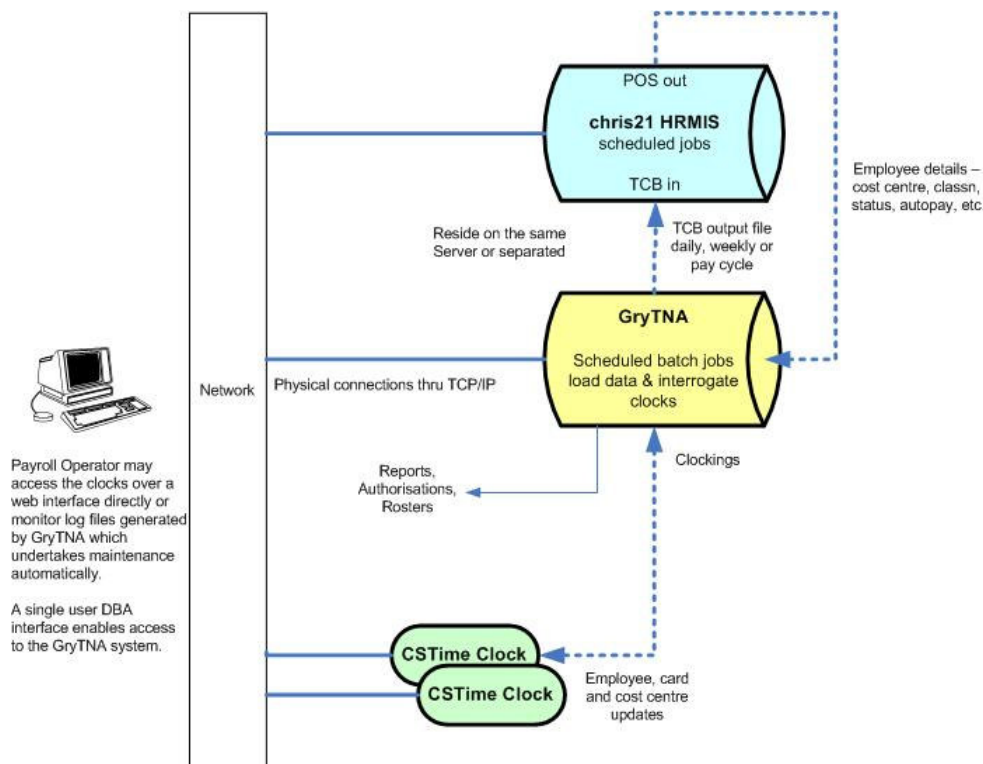 POS out
chris21 HRMIS
scheduled jobs
TCB in
Employee details –
cost centre, classn,
status, autopay, etc
Reside on the same
Server or separated
TCB output file
daily, weekly or
pay cycle
GryTNA
Scheduled batch jobs
load data & interrogate
clocks
Network
Physical connections thru TCP/IP
Payroll Operator may
access the clocks over a
web interface directly or
monitor log files generated
by GryTNA which
undertakes maintenance
automatically.
A single user DBA
interface enables access
to the GryTNA system.
Clockings
Reports,
Authorisations,
Rosters
CSTime Clock
CSTime Clock
Employee, card
and cost centre
updates